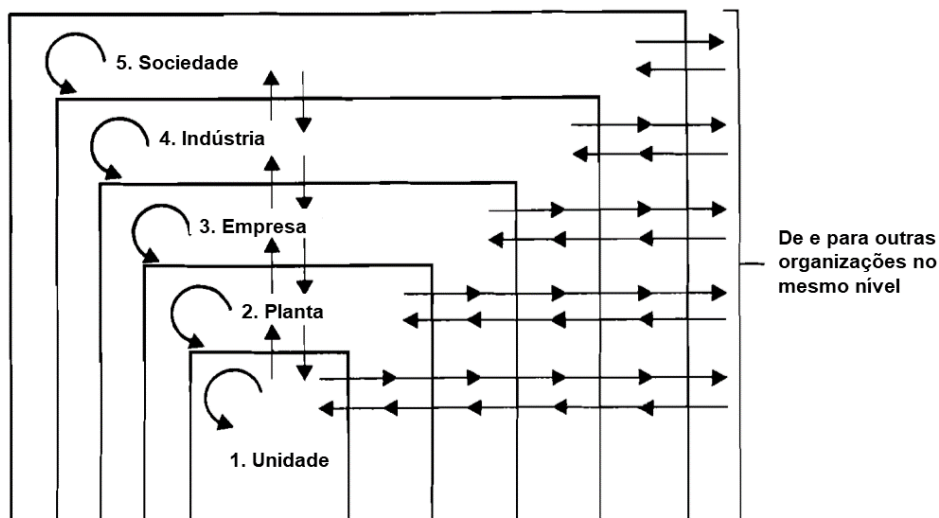 5. Sociedade
4. Indústria
3. Empresa
2. Planta
1. Unidade
De e para outras
organizações no
mesmo nível